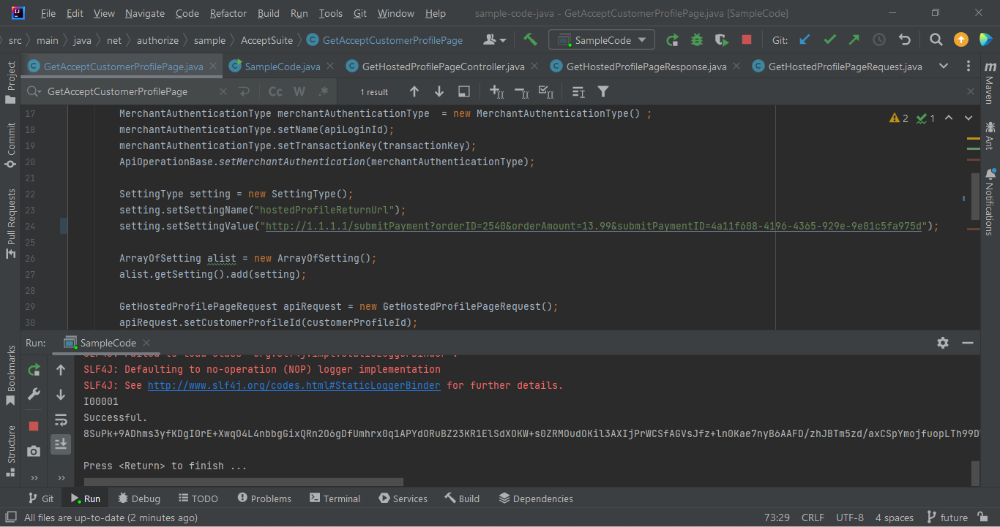 File Edit View Navigate Code Refactor Build Run Tools Git Window Help sample-code-java - GetAcceptCustomerProfilePage.java [SampleCode]
src main java net authorize sample AcceptSuite GetAcceptCustomerProfilePage SampleCode Git:
GetAcceptCustomerProfilePage.java SampleCode.java GetHostedProfilePageController.java GetHostedProfilePageResponse.java GetHostedProfilePageRequest.java
GetAcceptCustomerProfilePage Cc W .* 1 result
2 1
17 MerchantAuthenticationType merchantAuthenticationType  = new MerchantAuthenticationType() ;
18 merchantAuthenticationType.setName(apiLoginId);
19 merchantAuthenticationType.setTransactionKey(transactionKey);
20 ApiOperationBase.setMerchantAuthentication(merchantAuthenticationType);
21
22 SettingType setting = new SettingType();
23 setting.setSettingName("hostedProfileReturnUrl");
24 setting.setSettingValue("http://1.1.1.1/submitPayment?orderID=2540&orderAmount=13.99&submitPaymentID=4a11f608-4196-4365-929e-9e01c5fa975d");
25
26 ArrayOfSetting alist = new ArrayOfSetting();
27 alist.getSetting().add(setting);
28
29 GetHostedProfilePageRequest apiRequest = new GetHostedProfilePageRequest();
30 apiRequest.setCustomerProfileId(customerProfileId);
Project
Commit
Pull Requests
Bookmarks
Structure
Maven
Ant
Notifications
Run: SampleCode
SLF4J: Failed to load class "org.slf4j.impl.StaticLoggerBinder".
SLF4J: Defaulting to no-operation (NOP) logger implementation
SLF4J: See http://www.slf4j.org/codes.html#StaticLoggerBinder for further details.
I00001
Successful.
8SuPk+9ADhms3yfKDgI0rE+XwqO4L4nbbgGixQRn2O6gDfUmhrx0q1APYdORuBZ23KR1ElSdXOKW+s0ZRMOudOKil3AXIjPrWCSfAGVsJfz+ln0Kae7nyB6AAFD/zhJBTm5zd/axCSpYmojfuopLTh99D
Press <Return> to finish ...
Git Run Debug TODO Problems Terminal Services Build Dependencies
All files are up-to-date (2 minutes ago) 73:29 CRLF UTF-8 4 spaces future